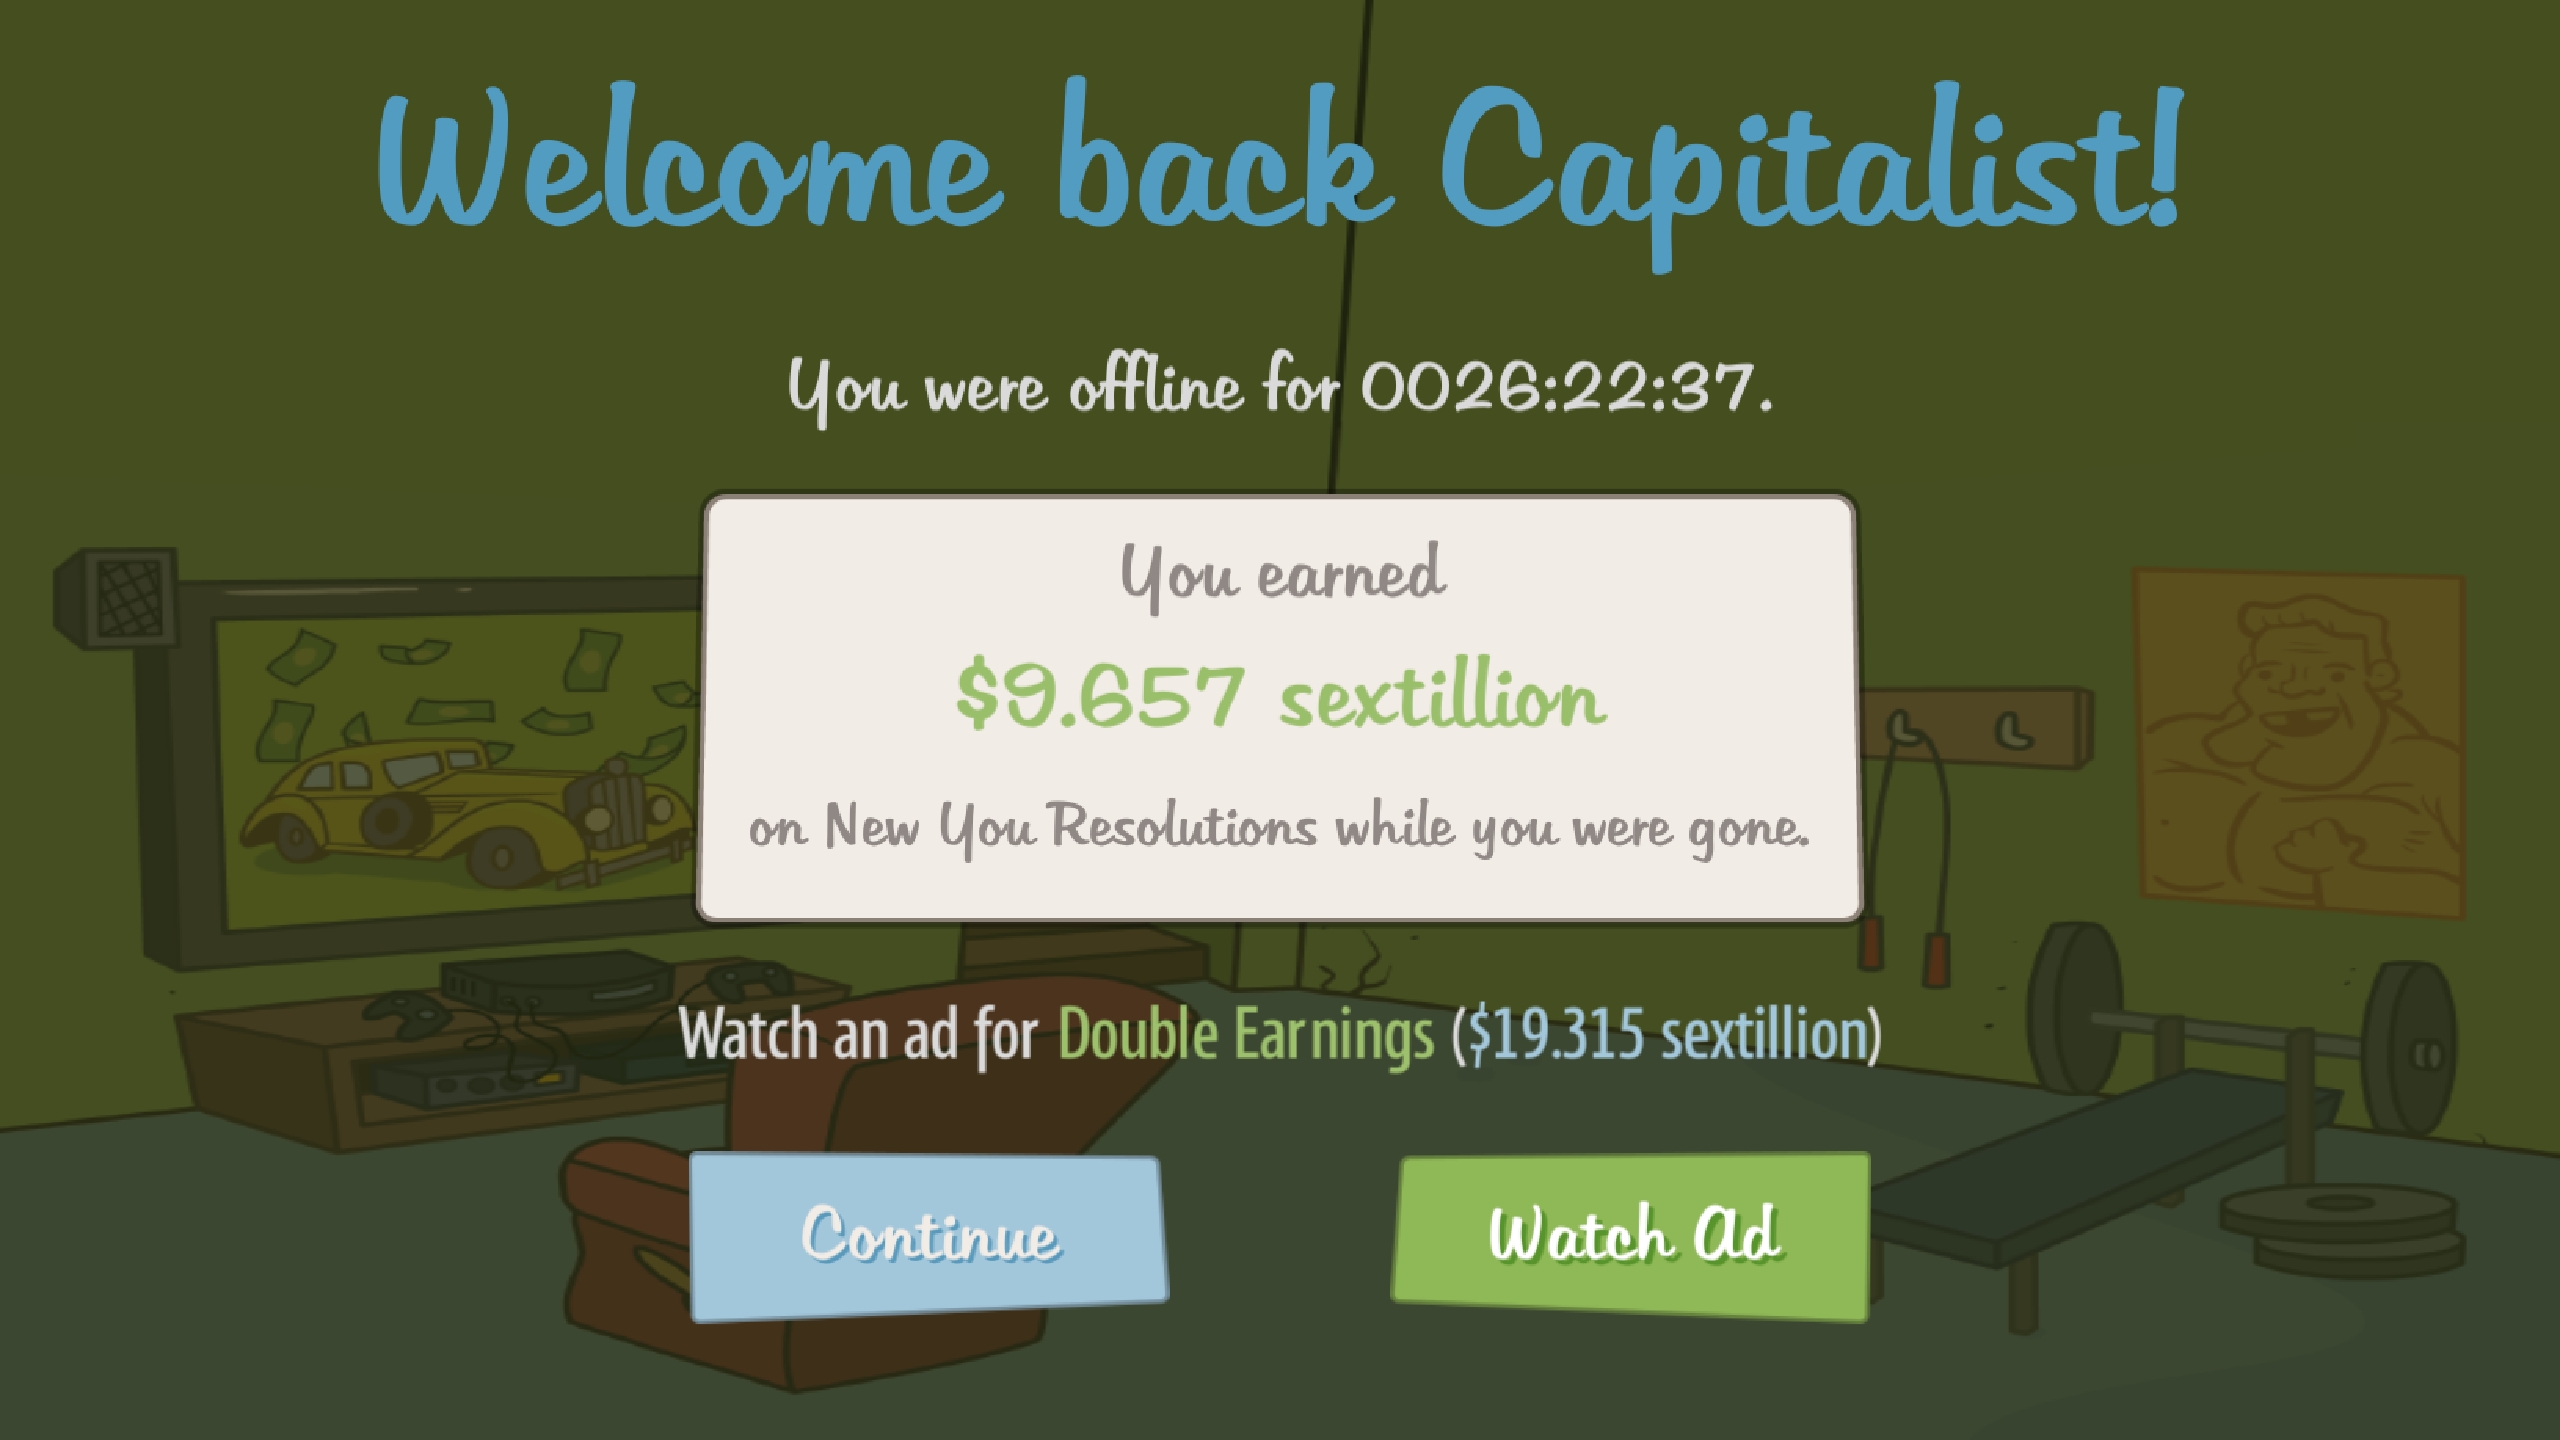 Welcome back Capitalist!
You were offline for 0026:22:37.
You earned
$9.657 sextillion
on New You Resolutions while you were gone.
Watch an ad for Double Earnings ($19.315 sextillion)
Continue
Watch Ad